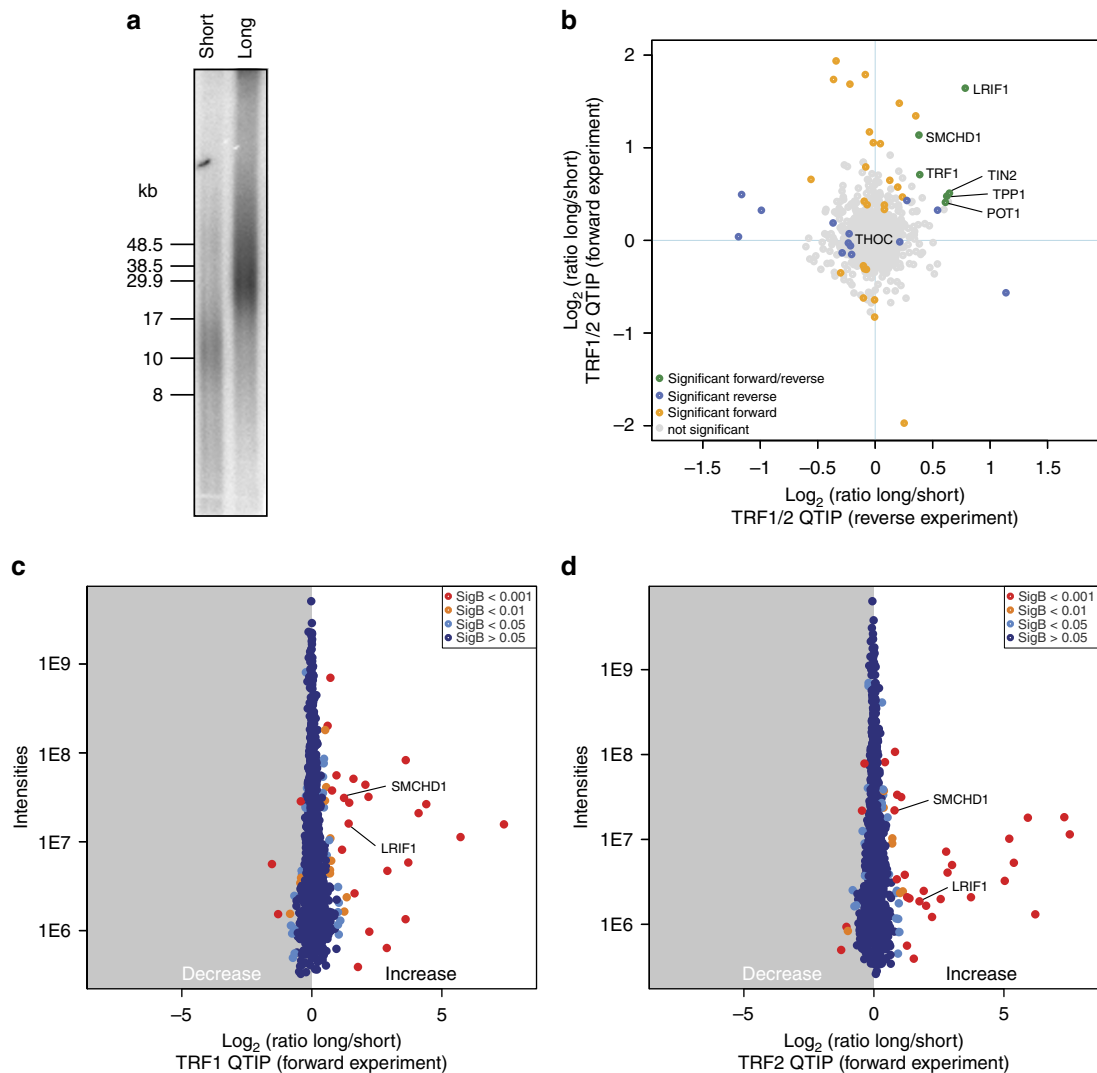 a
Short
Long
kb
48.5
38.5
29.9
17
10
8
b
Log2 (ratio long/short)
TRF1/2 QTIP (forward experiment)
2
1
0
−1
−2
LRIF1
SMCHD1
TRF1
TIN2
TPP1
POT1
THOC
Significant forward/reverse
Significant reverse
Significant forward
not significant
−1.5
−1
−0.5
0
0.5
1
1.5
Log2 (ratio long/short)
TRF1/2 QTIP (reverse experiment)
c
Intensities
1E9
1E8
1E7
1E6
SigB < 0.001
SigB < 0.01
SigB < 0.05
SigB > 0.05
SMCHD1
LRIF1
Decrease
Increase
−5
0
5
Log2 (ratio long/short)
TRF1 QTIP (forward experiment)
d
Intensities
1E9
1E8
1E7
1E6
SigB < 0.001
SigB < 0.01
SigB < 0.05
SigB > 0.05
SMCHD1
LRIF1
Decrease
Increase
−5
0
5
Log2 (ratio long/short)
TRF2 QTIP (forward experiment)